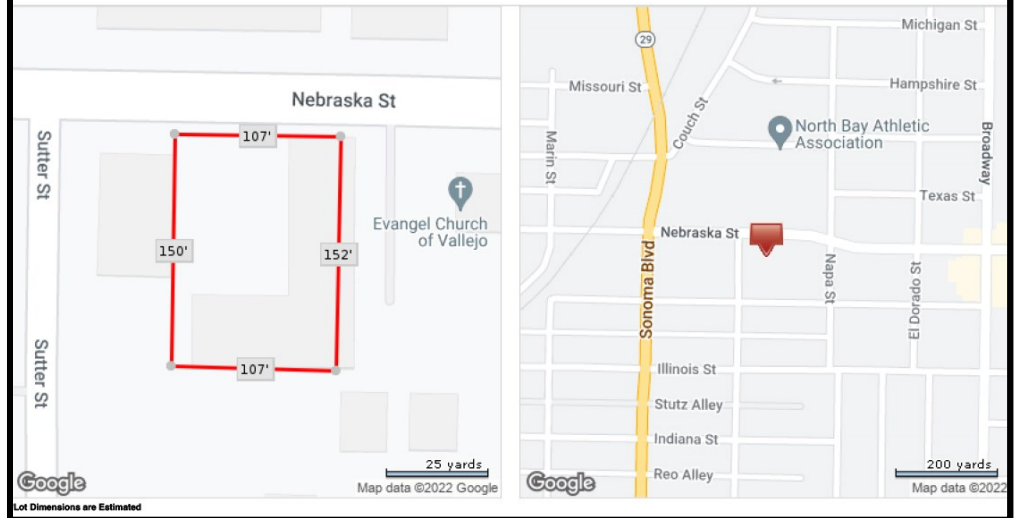 Nebraska St
107'
Sutter St
Evangel Church
of Vallejo
150'
152'
Sutter St
107'
Google
25 yards
Map data ©2022 Google
Lot Dimensions are Estimated
Michigan St
29
Missouri St
Hampshire St
Couch St
North Bay Athletic
Association
Marin St
Broadway
Texas St
Nebraska St
Sonoma Blvd
Napa St
El Dorado St
Illinois St
Stutz Alley
Indiana St
Reo Alley
200 yards
Google
Map data ©2022